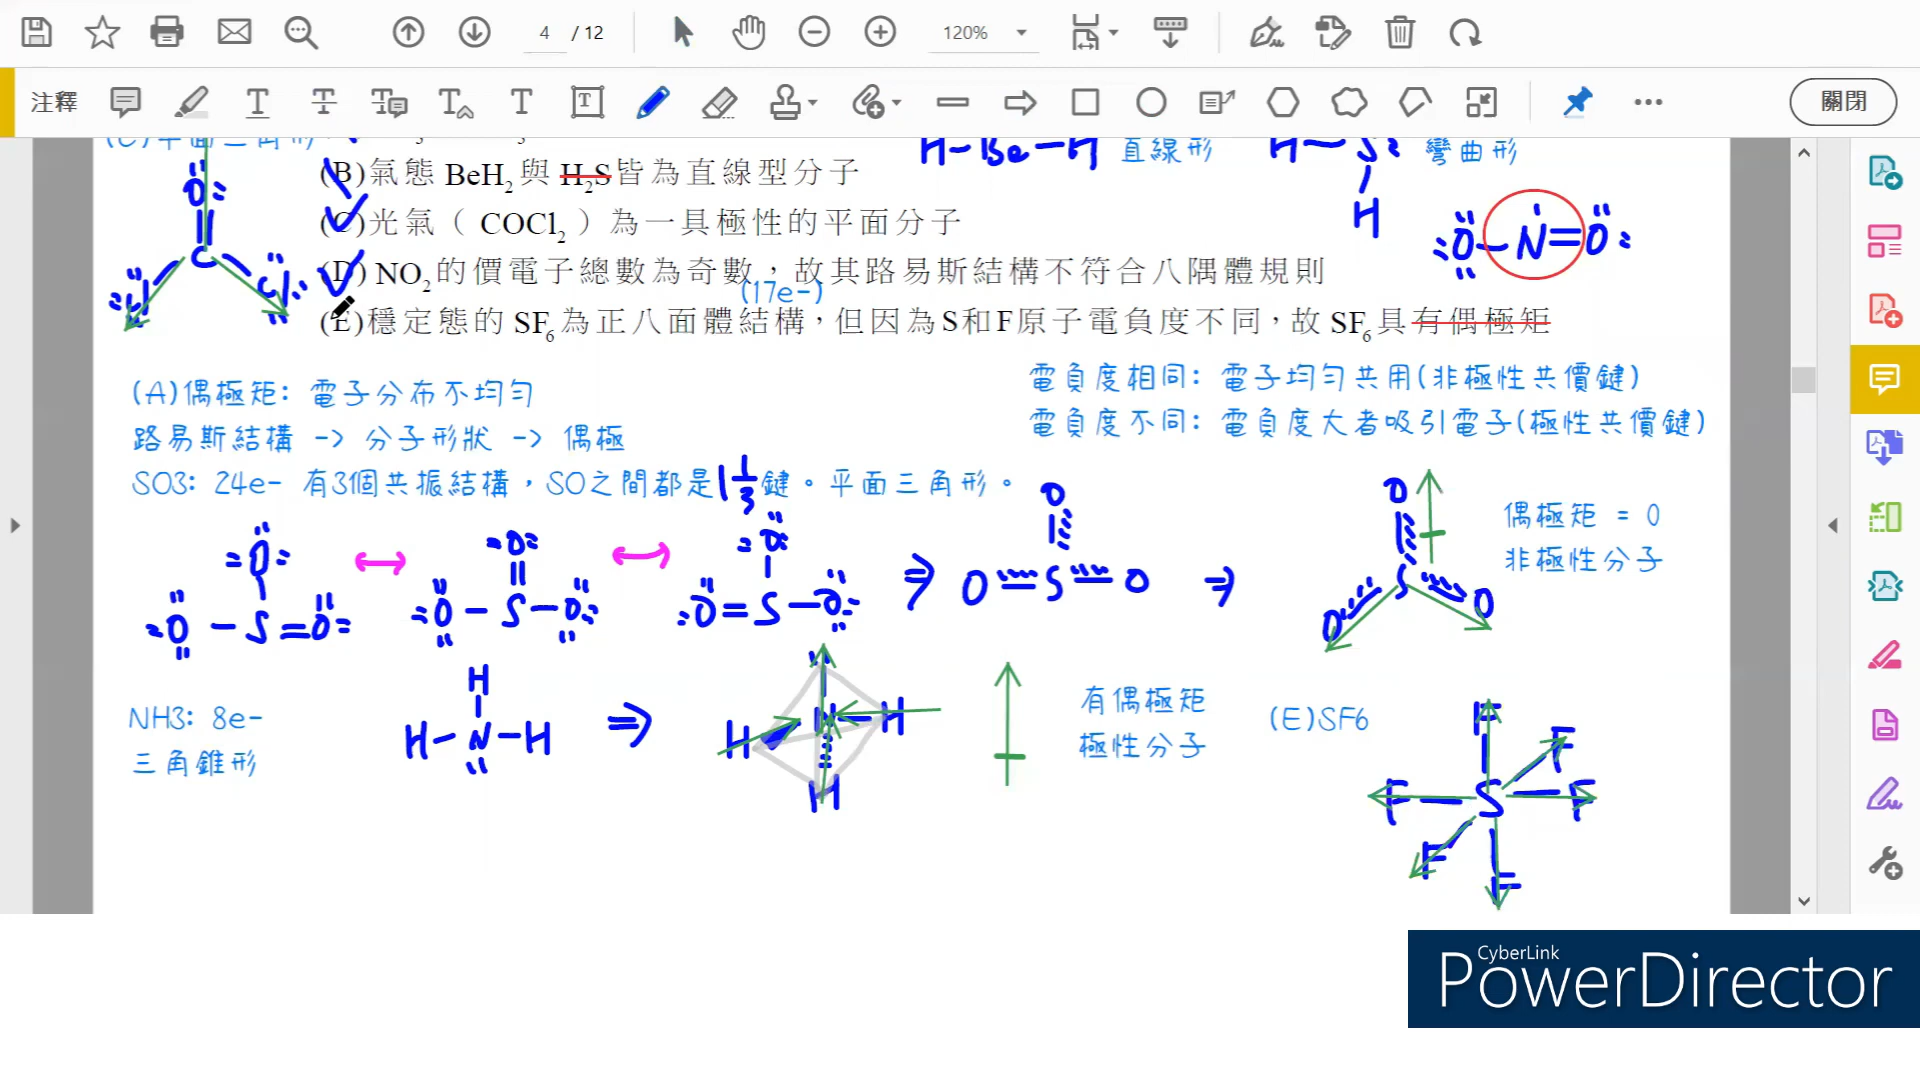 4 / 12
120%
注釋
關閉
(B)氣態 BeH2 與 H2S 皆為直線型分子
(C)光氣（ COCl2 ）為一具極性的平面分子
(D) NO2 的價電子總數為奇數，故其路易斯結構不符合八隅體規則
(17e-)
(E)穩定態的 SF6 為正八面體結構，但因為S和F原子電負度不同，故 SF6 具有偶極矩
H-Be-H 直線形
彎曲形
(A)偶極矩: 電子分布不均勻
路易斯結構 -> 分子形狀 -> 偶極
電負度相同: 電子均勻共用(非極性共價鍵)
電負度不同: 電負度大者吸引電子(極性共價鍵)
SO3: 24e- 有3個共振結構，SO之間都是1 1/3鍵。平面三角形。
偶極矩 = 0
非極性分子
NH3: 8e-
三角錐形
有偶極矩
極性分子
(E)SF6
CyberLink
PowerDirector